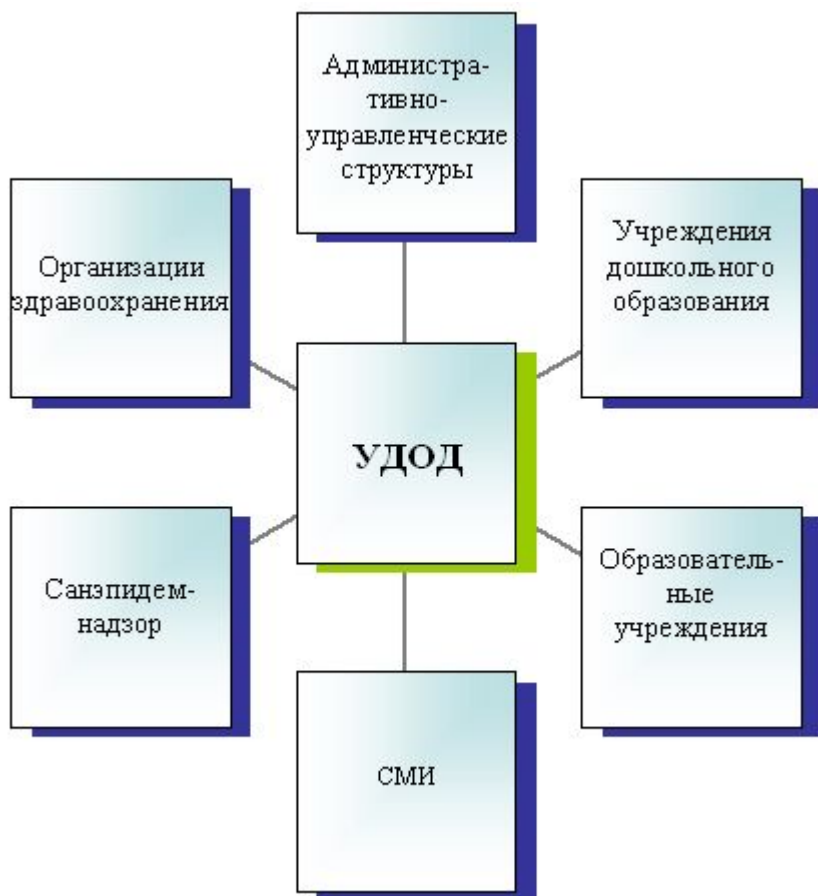 Администра-
тивно-
управленческие
структуры
Учреждения
дошкольного
образования
Организации
здравоохранения
УДОД
Образователь-
ные
учреждения
Санэпидем-
надзор
СМИ